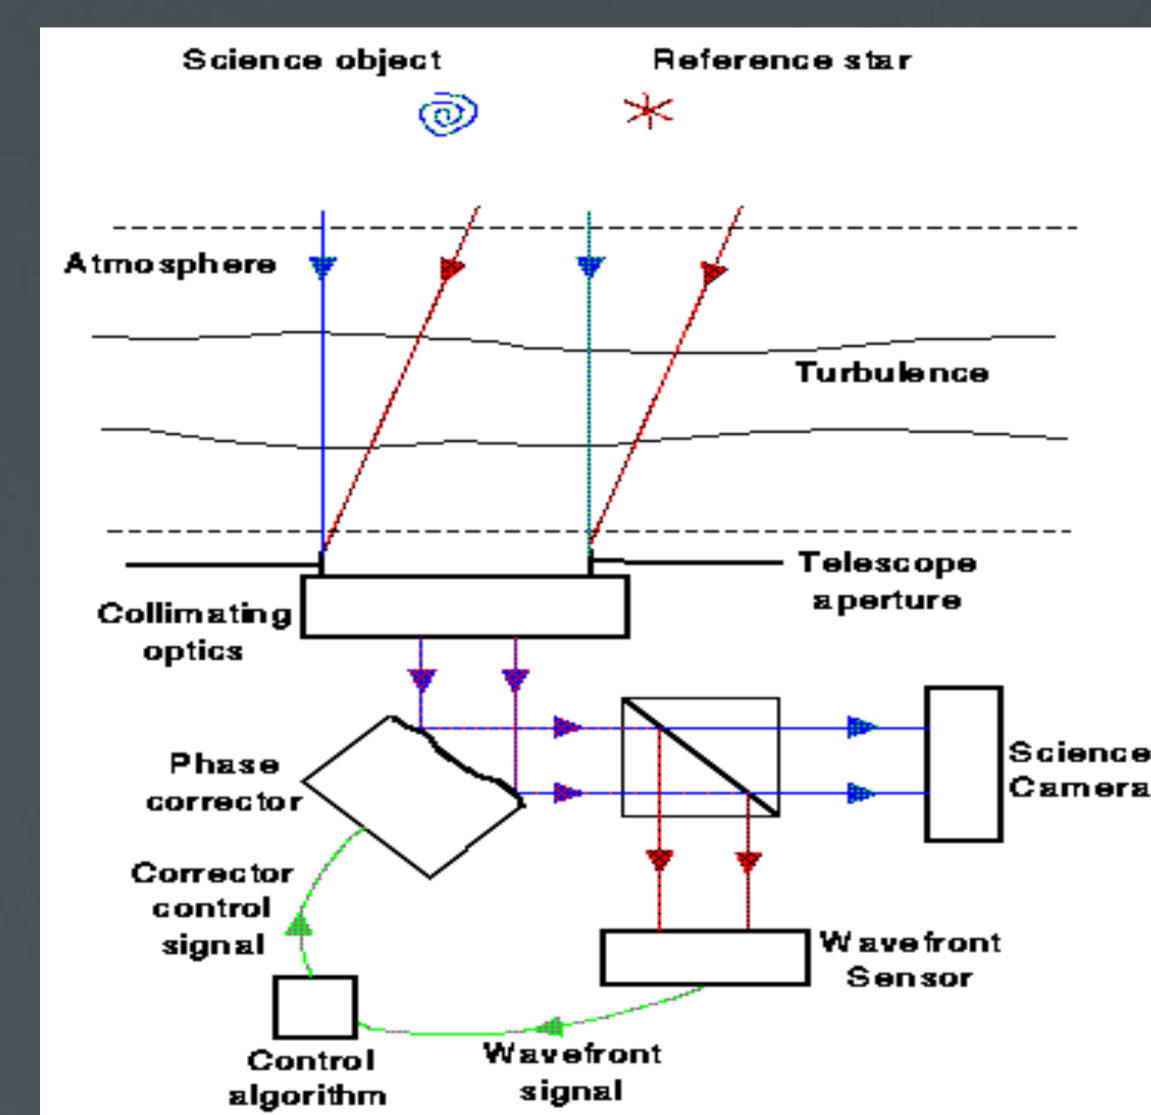 Science object
Reference star
Atmosphere
Turbulence
Telescope
aperture
Collimating
optics
Phase
corrector
Science
Camera
Corrector
control
signal
Wavefront
Sensor
Control
algorithm
Wavefront
signal